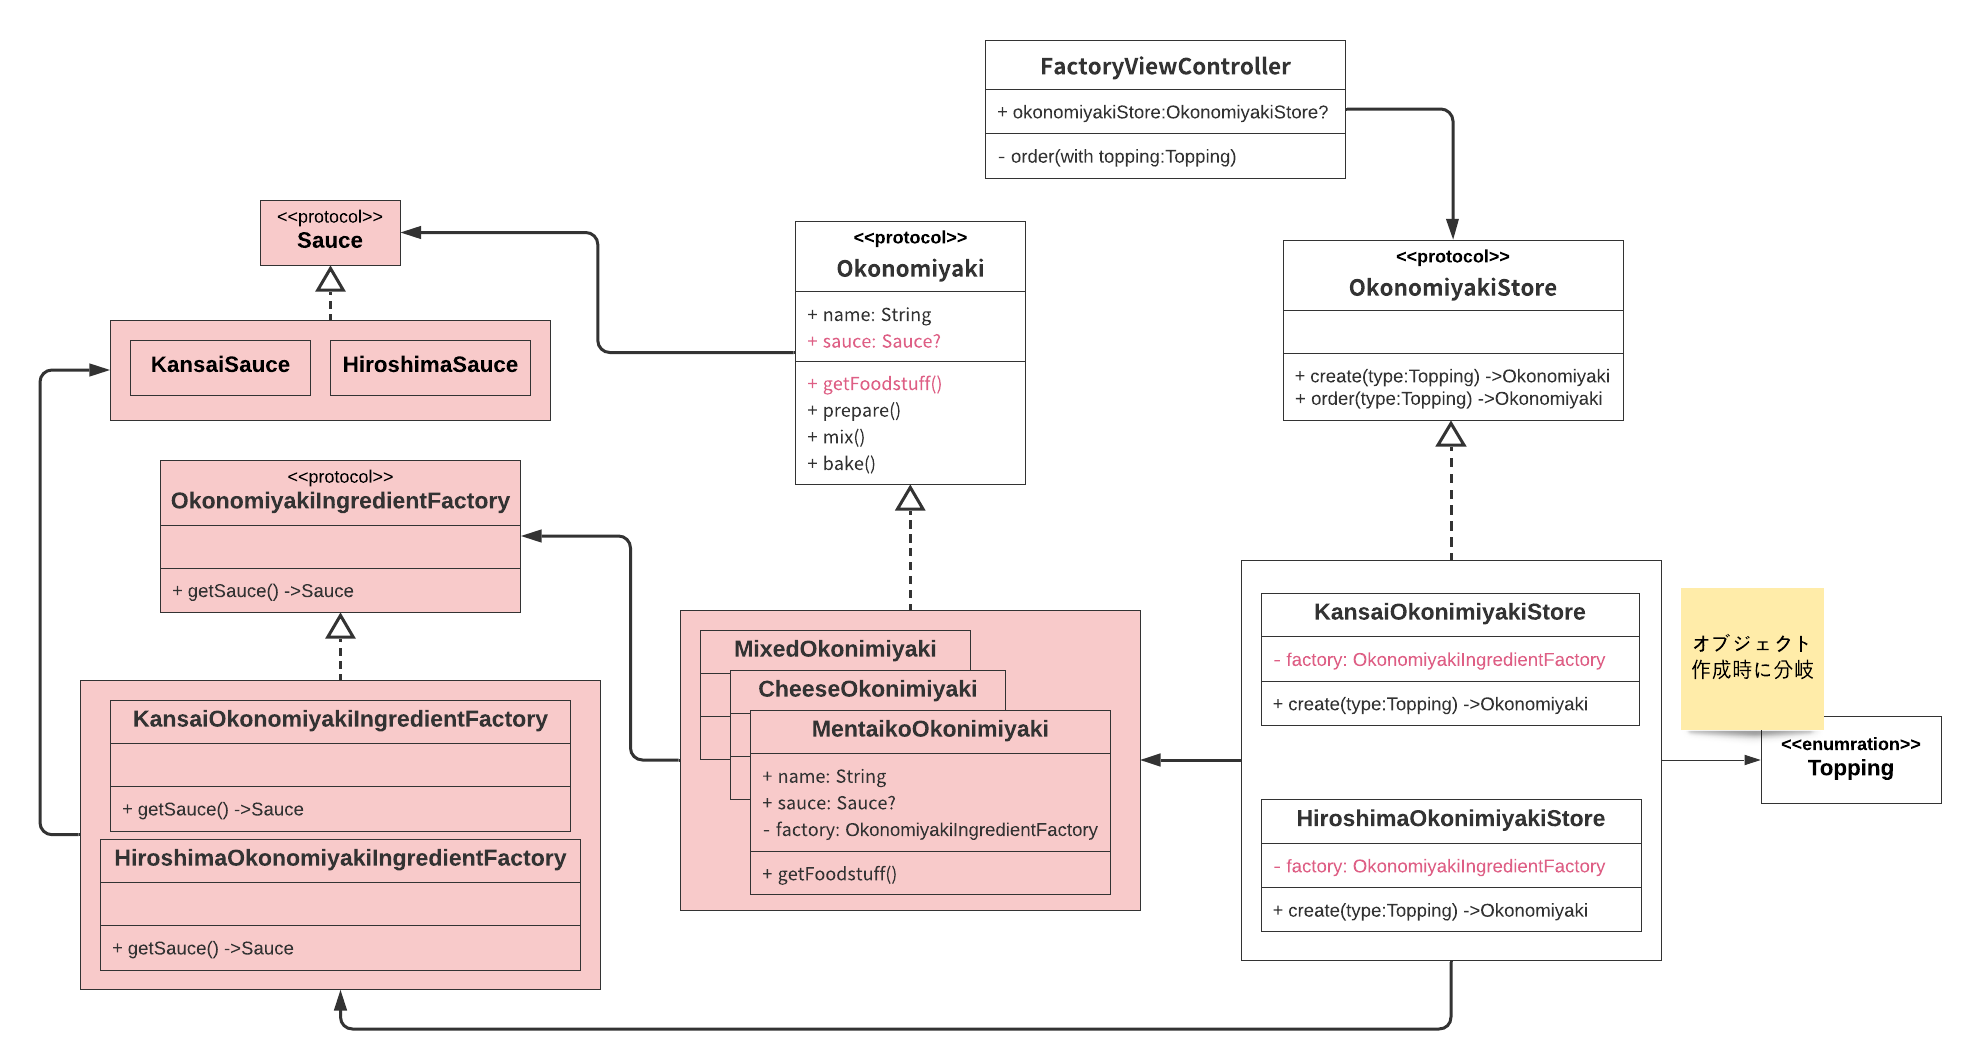 FactoryViewController
+ okonomiyakiStore:OkonomiyakiStore?
- order(with topping:Topping)
<<protocol>>
Sauce
KansaiSauce
HiroshimaSauce
<<protocol>>
Okonomiyaki
+ name: String
+ sauce: Sauce?
+ getFoodstuff()
+ prepare()
+ mix()
+ bake()
<<protocol>>
OkonomiyakiStore
+ create(type:Topping) ->Okonomiyaki
+ order(type:Topping) ->Okonomiyaki
<<protocol>>
OkonomiyakiIngredientFactory
+ getSauce() ->Sauce
KansaiOkonomiyakiIngredientFactory
+ getSauce() ->Sauce
HiroshimaOkonomiyakiIngredientFactory
+ getSauce() ->Sauce
MixedOkonimiyaki
CheeseOkonimiyaki
MentaikoOkonimiyaki
+ name: String
+ sauce: Sauce?
- factory: OkonomiyakiIngredientFactory
+ getFoodstuff()
KansaiOkonimiyakiStore
- factory: OkonomiyakiIngredientFactory
+ create(type:Topping) ->Okonomiyaki
HiroshimaOkonimiyakiStore
- factory: OkonomiyakiIngredientFactory
+ create(type:Topping) ->Okonomiyaki
オブジェクト
作成時に分岐
<<enumration>>
Topping